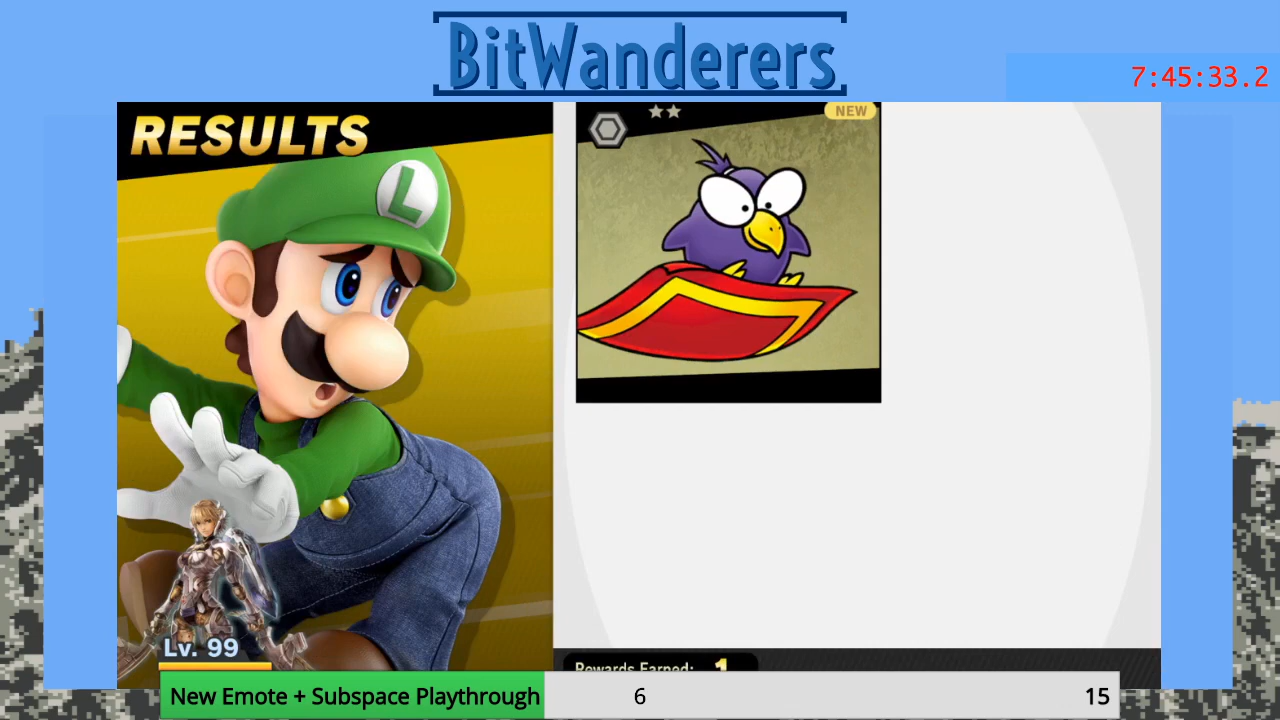 BitWanderers
7:45:33.2
RESULTS
NEW
L
Lv. 99
Rewards Earned: 1
New Emote + Subspace Playthrough 6 15